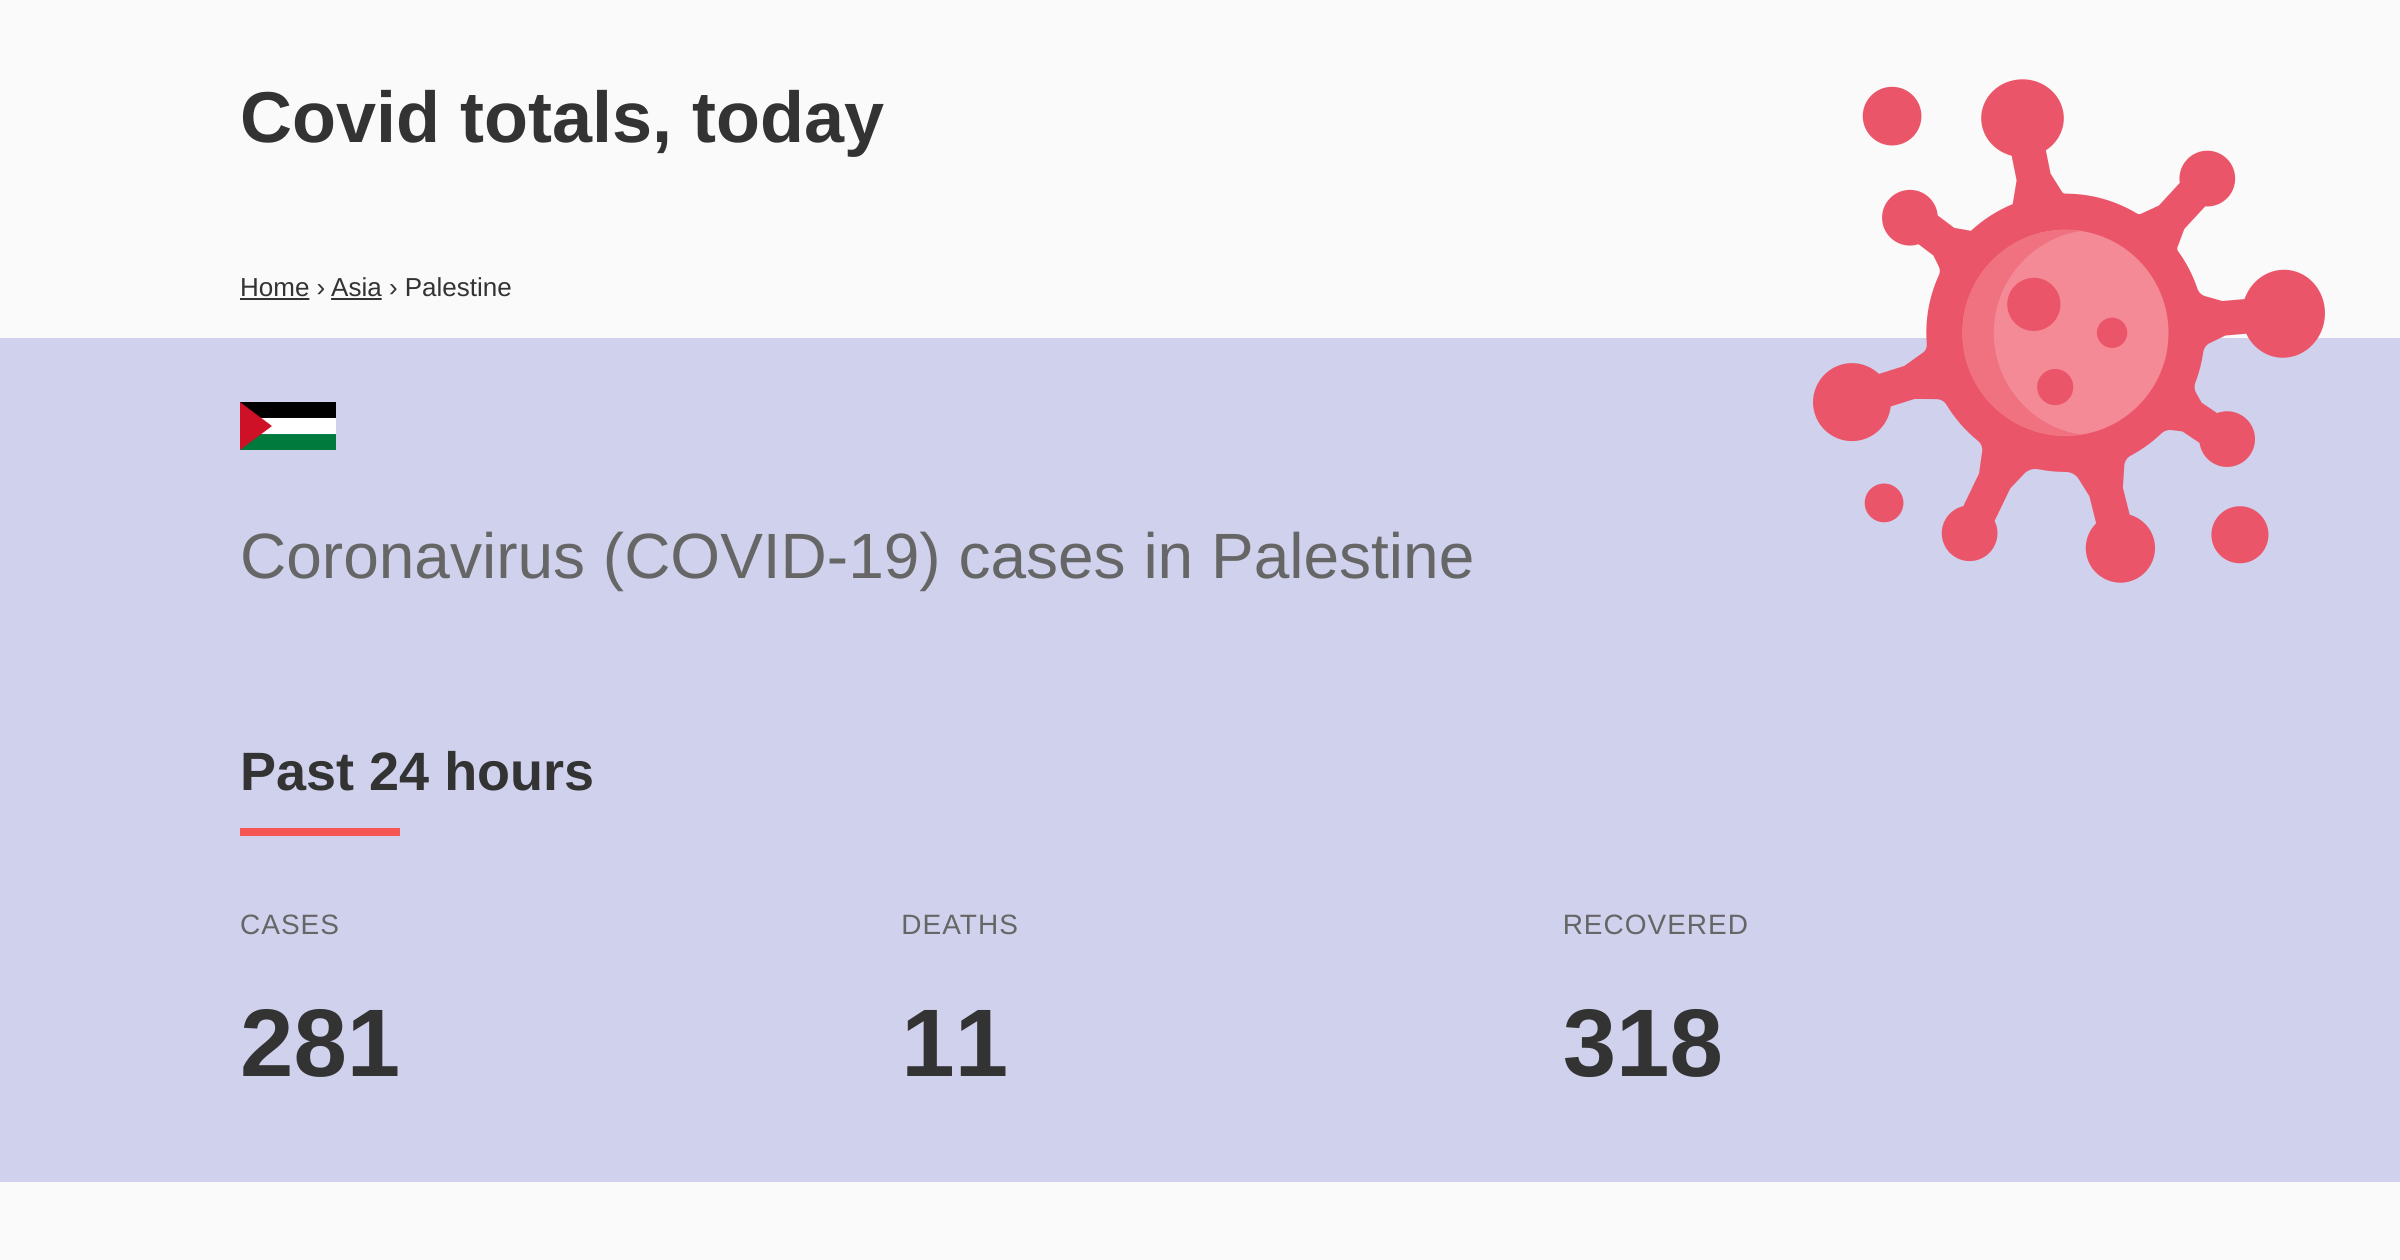 Covid totals, today
Home › Asia › Palestine
Coronavirus (COVID-19) cases in Palestine
Past 24 hours
CASES DEATHS RECOVERED
281 11 318